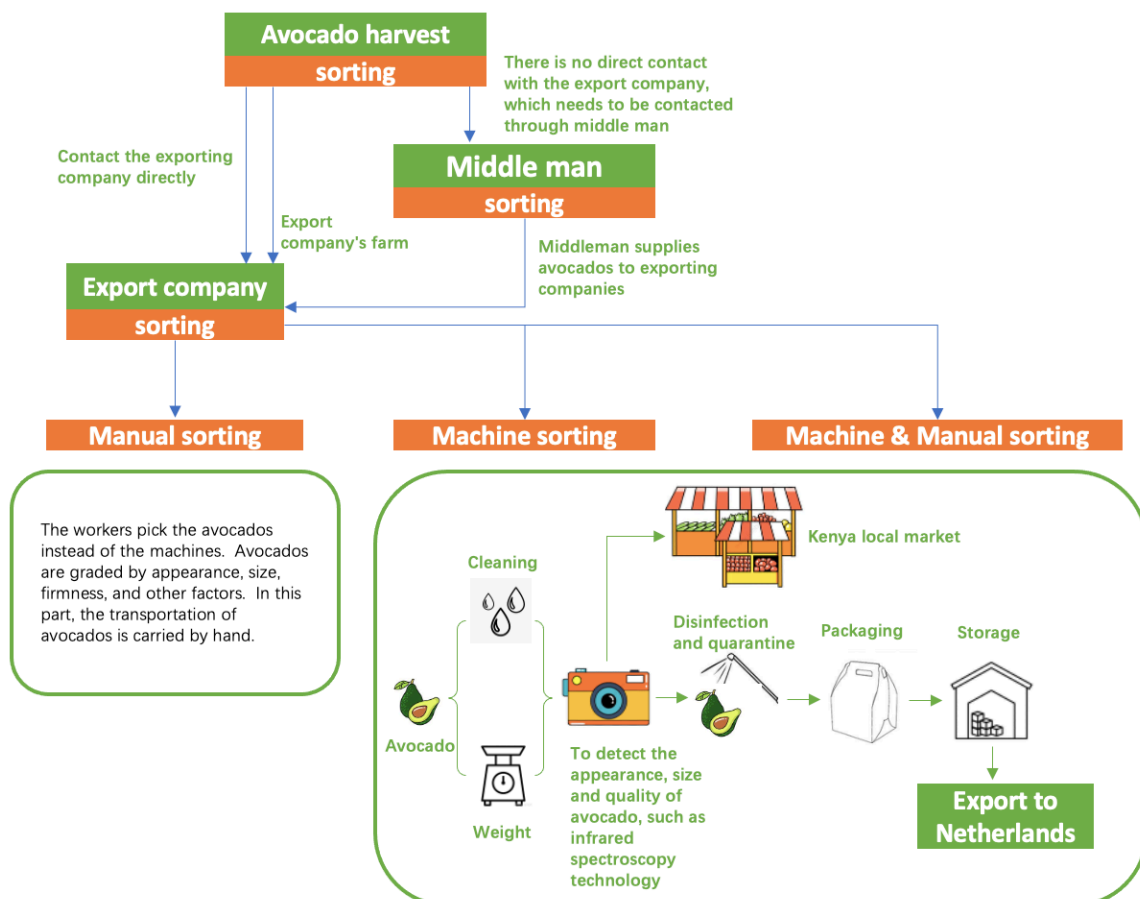 Avocado harvest
sorting
There is no direct contact
with the export company,
which needs to be contacted
through middle man
Contact the exporting
company directly
Middle man
sorting
Export
company's farm
Middleman supplies
avocados to exporting
companies
Export company
sorting
Manual sorting
Machine sorting
Machine & Manual sorting
The workers pick the avocados
instead of the machines. Avocados
are graded by appearance, size,
firmness, and other factors. In this
part, the transportation of
avocados is carried by hand.
Kenya local market
Cleaning
Disinfection
and quarantine
Packaging
Storage
Avocado
To detect the
appearance, size
and quality of
avocado, such as
infrared
spectroscopy
technology
Weight
Export to
Netherlands